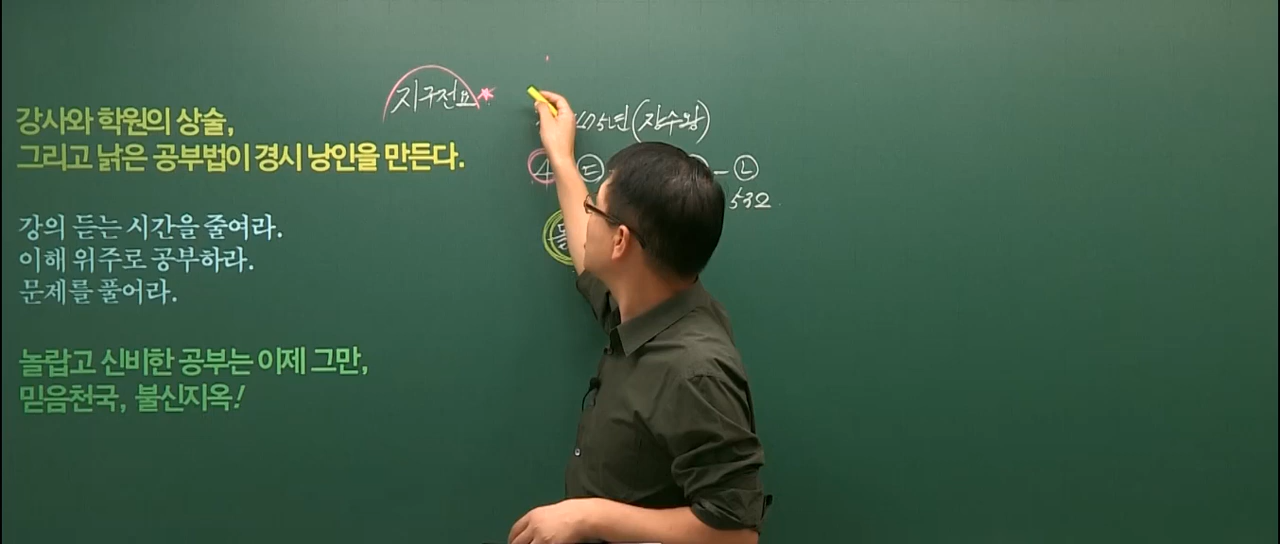 지구전요
강사와 학원의 상술,
그리고 낡은 공부법이 경시 낭인을 만든다.
강의 듣는 시간을 줄여라.
이해 위주로 공부하라.
문제를 풀어라.
놀랍고 신비한 공부는 이제 그만,
믿음천국, 불신지옥!
75년(장수왕)
ㄷ
- ㄴ
532